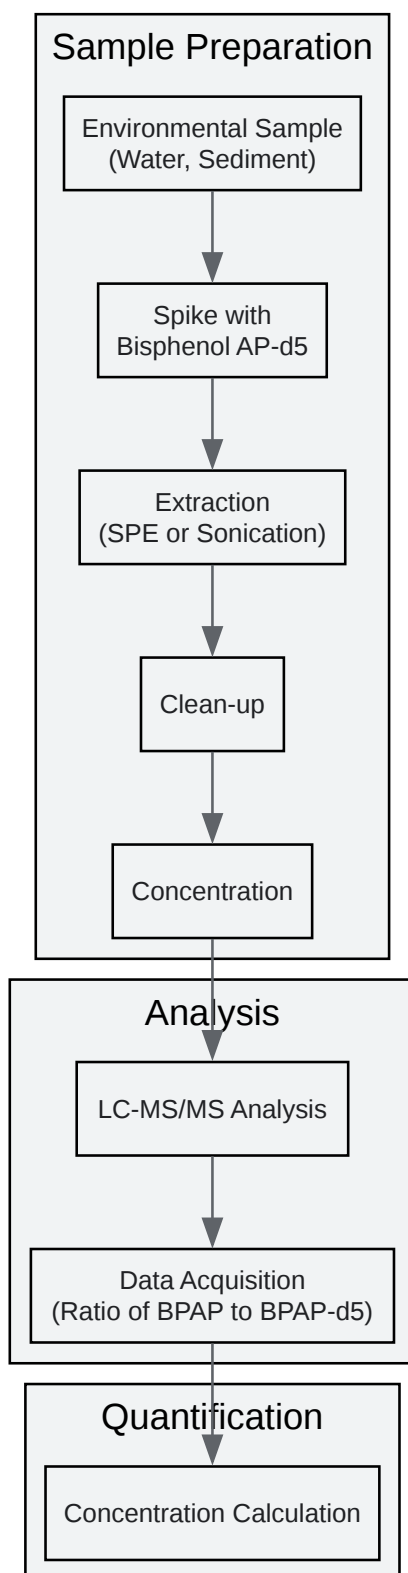 Sample Preparation
Environmental Sample
(Water, Sediment)
Spike with
Bisphenol AP-d5
Extraction
(SPE or Sonication)
Clean-up
Concentration
Analysis
LC-MS/MS Analysis
Data Acquisition
(Ratio of BPAP to BPAP-d5)
Quantification
Concentration Calculation